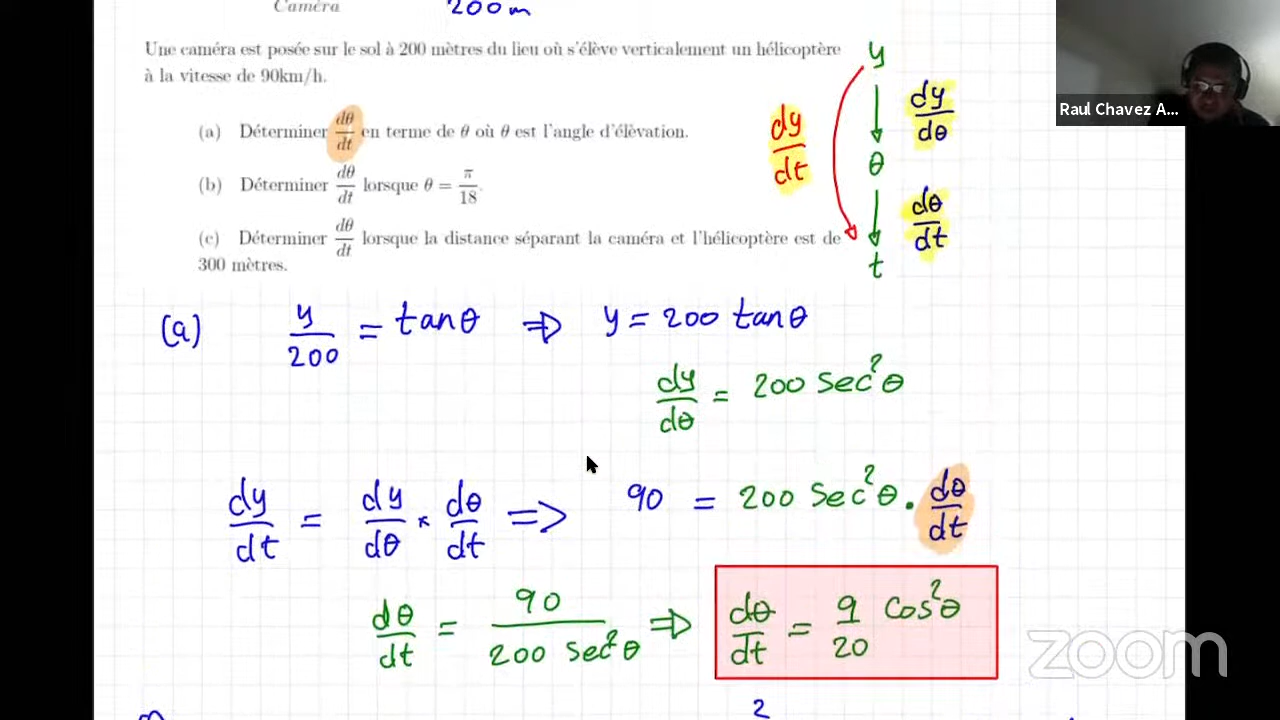 Caméra 200m
Une caméra est posée sur le sol à 200 mètres du lieu où s'élève verticalement un hélicoptère
à la vitesse de 90km/h.
(a) Déterminer dθ/dt en terme de θ où θ est l'angle d'élèvation.
(b) Déterminer dθ/dt lorsque θ = π/18.
(c) Déterminer dθ/dt lorsque la distance séparant la caméra et l'hélicoptère est de
300 mètres.
y
dy/dθ
dy/dt
θ
dθ/dt
t
Raul Chavez A...
(a) y/200 = tanθ ⇒ y = 200 tanθ
dy/dθ = 200 sec²θ
dy/dt = dy/dθ × dθ/dt ⇒ 90 = 200 sec²θ · dθ/dt
dθ/dt = 90/(200 sec²θ) ⇒ dθ/dt = 9/20 cos²θ
zoom
2